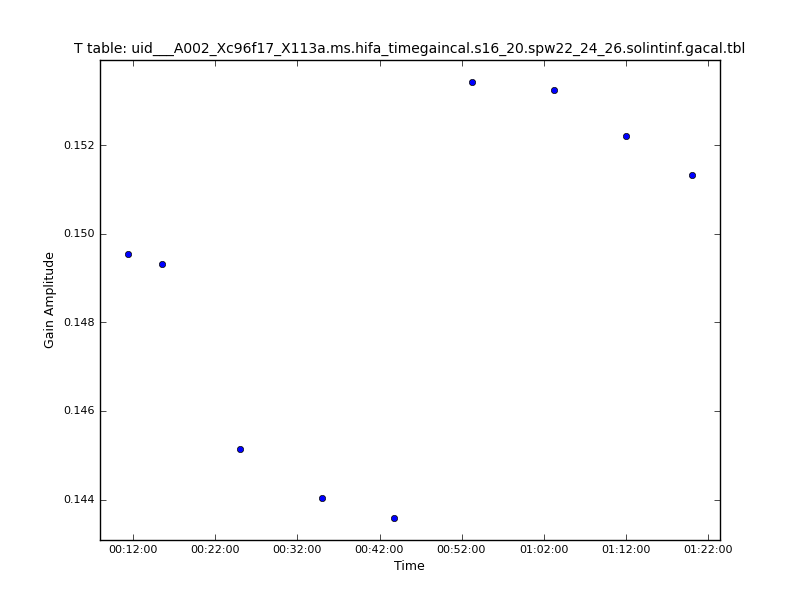 T table: uid___A002_Xc96f17_X113a.ms.hifa_timegaincal.s16_20.spw22_24_26.solintinf.gacal.tbl
0.152
0.150
0.148
0.146
0.144
Gain Amplitude
00:12:00 00:22:00 00:32:00 00:42:00 00:52:00 01:02:00 01:12:00 01:22:00
Time